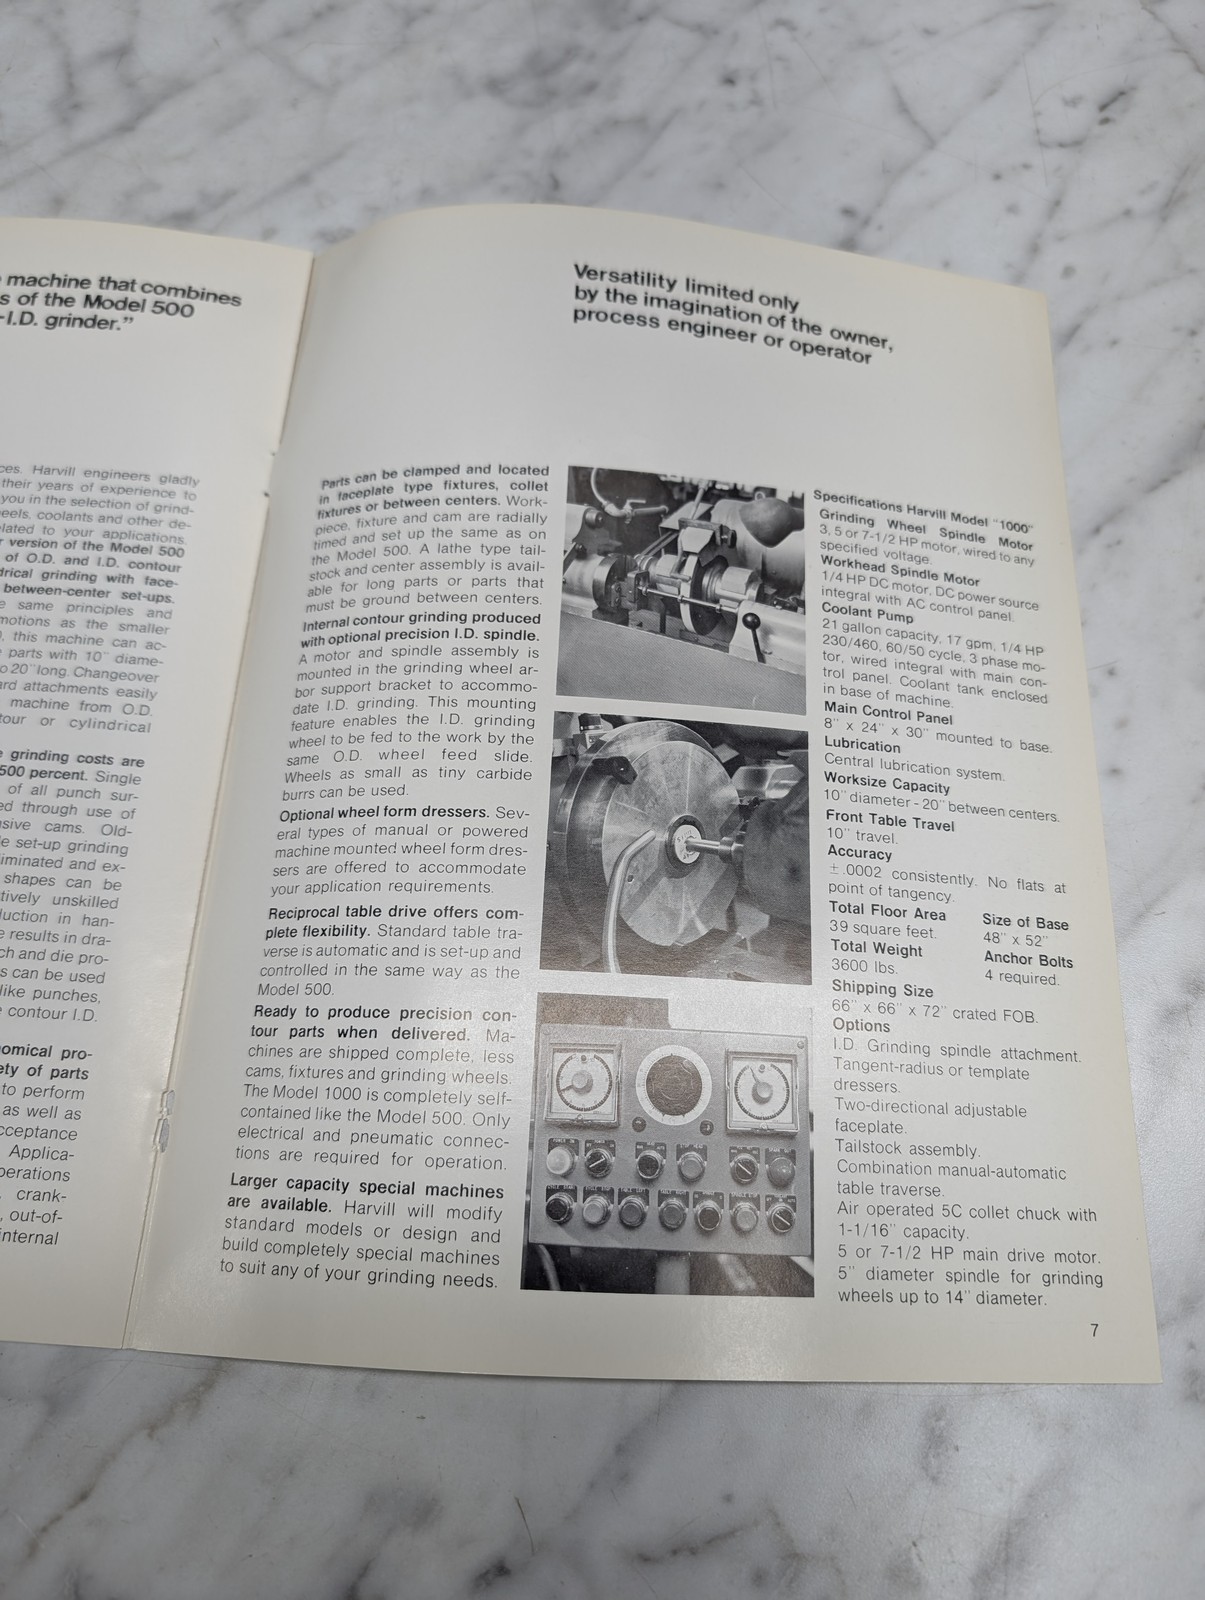 machine that combines
s of the Model 500
-I.D. grinder.”
ces. Harvill engineers gladly
their years of experience to
you in the selection of grind-
eels, coolants and other de-
lated to your applications.
r version of the Model 500
of O.D. and I.D. contour
drical grinding with face-
between-center set-ups.
e same principles and
motions as the smaller
), this machine can ac-
parts with 10" diame-
o 20" long. Changeover
ard attachments easily
machine from O.D.
tour or cylindrical
e grinding costs are
500 percent. Single
of all punch sur-
ed through use of
sive cams. Old-
le set-up grinding
iminated and ex-
shapes can be
tively unskilled
duction in han-
e results in dra-
ch and die pro-
s can be used
like punches,
e contour I.D.
nomical pro-
ety of parts
to perform
as well as
cceptance
Applica-
perations
, crank-
, out-of-
internal
Versatility limited only
by the imagination of the owner,
process engineer or operator
Parts can be clamped and located
in faceplate type fixtures, collet
fixtures or between centers. Work-
piece, fixture and cam are radially
timed and set up the same as on
the Model 500. A lathe type tail-
stock and center assembly is avail-
able for long parts or parts that
must be ground between centers.
Internal contour grinding produced
with optional precision I.D. spindle.
A motor and spindle assembly is
mounted in the grinding wheel ar-
bor support bracket to accommo-
date I.D. grinding. This mounting
feature enables the I.D. grinding
wheel to be fed to the work by the
same O.D. wheel feed slide.
Wheels as small as tiny carbide
burrs can be used.
Optional wheel form dressers. Sev-
eral types of manual or powered
machine mounted wheel form dres-
sers are offered to accommodate
your application requirements.
Reciprocal table drive offers com-
plete flexibility. Standard table tra-
verse is automatic and is set-up and
controlled in the same way as the
Model 500.
Ready to produce precision con-
tour parts when delivered. Ma-
chines are shipped complete, less
cams, fixtures and grinding wheels.
The Model 1000 is completely self-
contained like the Model 500. Only
electrical and pneumatic connec-
tions are required for operation.
Larger capacity special machines
are available. Harvill will modify
standard models or design and
build completely special machines
to suit any of your grinding needs.
Specifications Harvill Model "1000"
Grinding Wheel Spindle Motor
3, 5 or 7-1/2 HP motor, wired to any
specified voltage.
Workhead Spindle Motor
1/4 HP DC motor, DC power source
integral with AC control panel.
Coolant Pump
21 gallon capacity, 17 gpm, 1/4 HP
230/460, 60/50 cycle, 3 phase mo-
tor, wired integral with main con-
trol panel. Coolant tank enclosed
in base of machine.
Main Control Panel
8" x 24" x 30" mounted to base.
Lubrication
Central lubrication system.
Worksize Capacity
10" diameter - 20" between centers.
Front Table Travel
10" travel.
Accuracy
±.0002 consistently. No flats at
point of tangency.
Total Floor Area
39 square feet.
Size of Base
48" x 52"
Total Weight
3600 lbs.
Anchor Bolts
4 required.
Shipping Size
66" x 66" x 72" crated FOB.
Options
I.D. Grinding spindle attachment.
Tangent-radius or template
dressers.
Two-directional adjustable
faceplate.
Tailstock assembly.
Combination manual-automatic
table traverse.
Air operated 5C collet chuck with
1-1/16" capacity.
5 or 7-1/2 HP main drive motor.
5" diameter spindle for grinding
wheels up to 14" diameter.
7